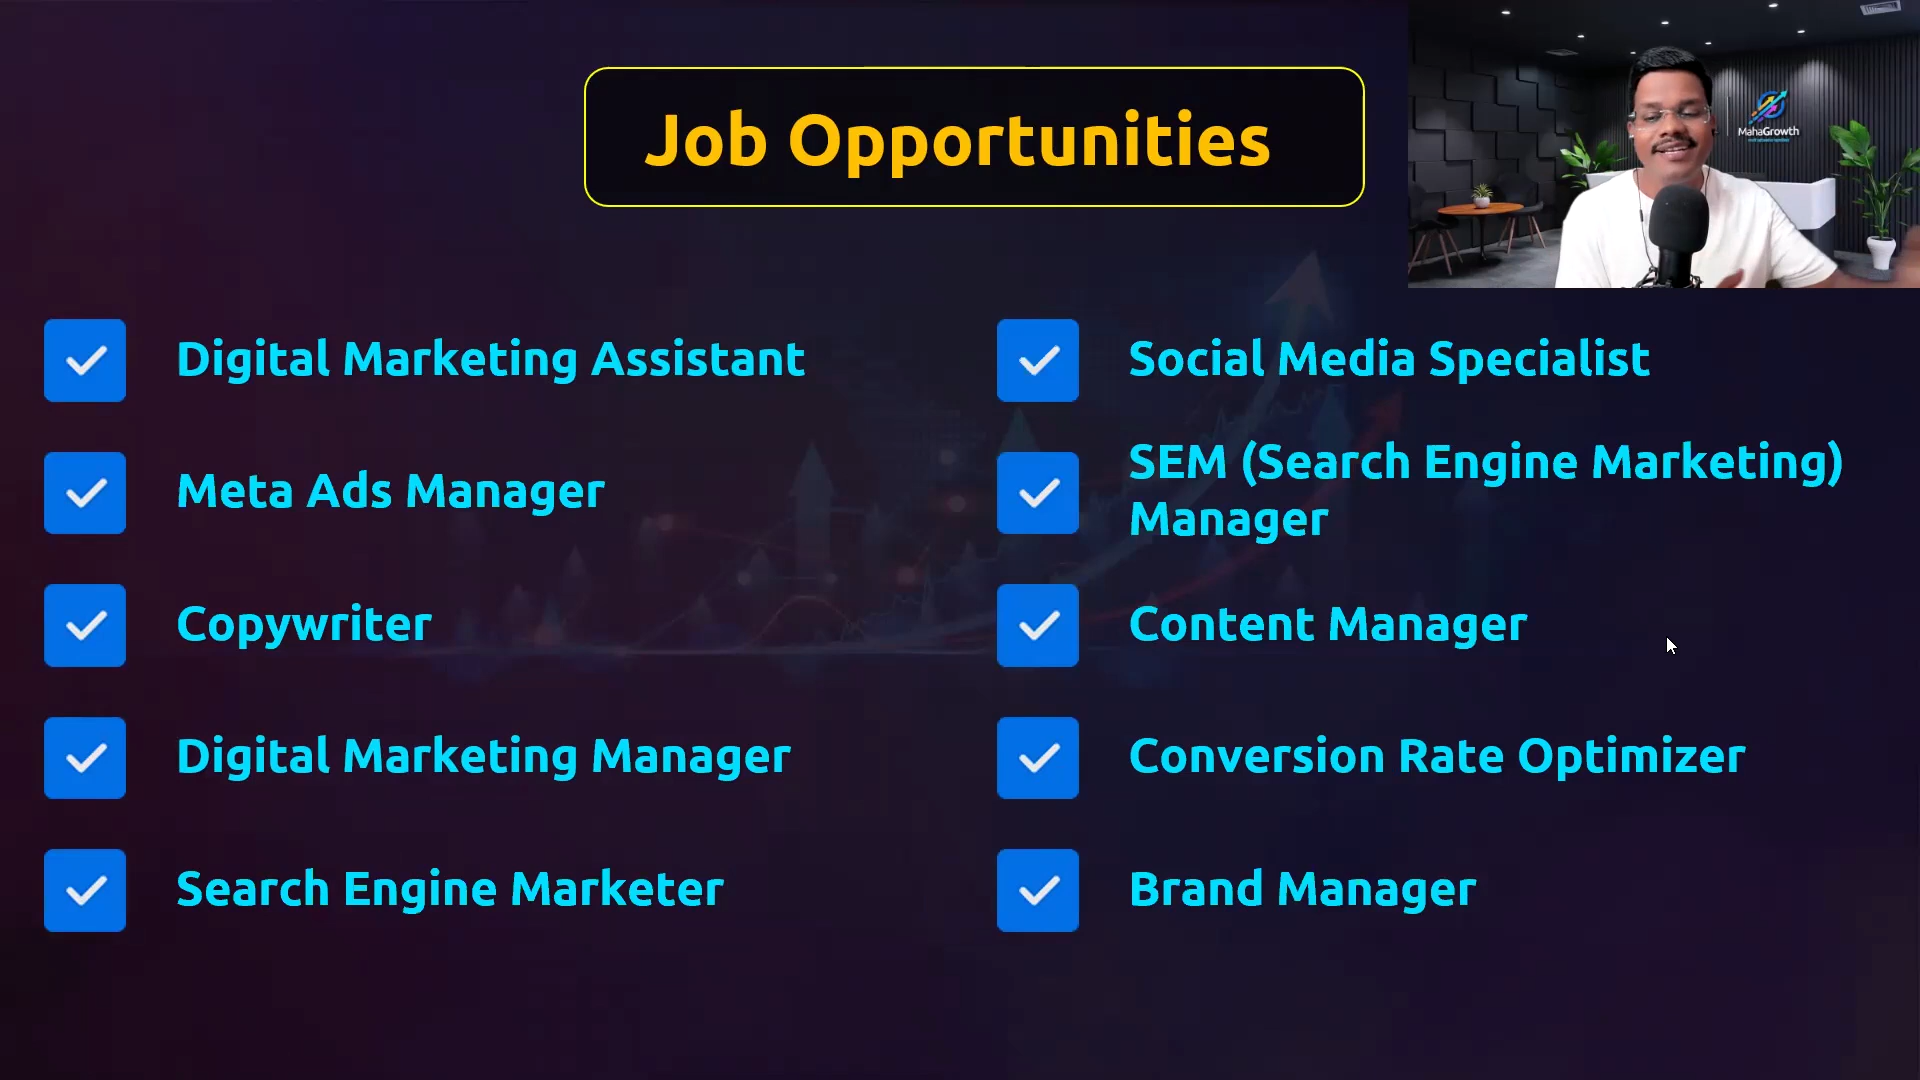 Job Opportunities
MahaGrowth
Digital Marketing Assistant
Meta Ads Manager
Copywriter
Digital Marketing Manager
Search Engine Marketer
Social Media Specialist
SEM (Search Engine Marketing)
Manager
Content Manager
Conversion Rate Optimizer
Brand Manager